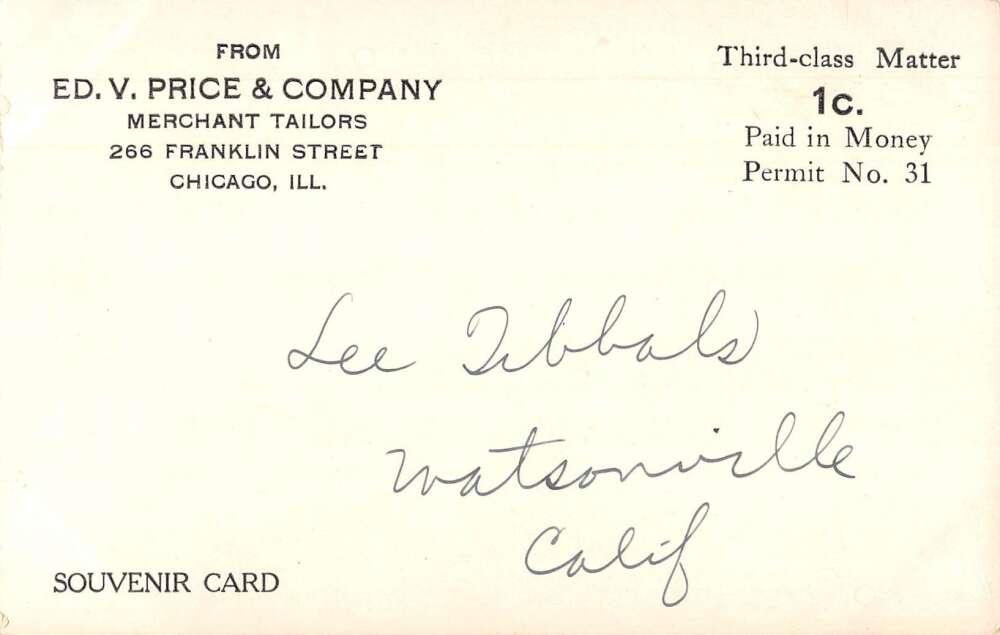 FROM
ED. V. PRICE & COMPANY
MERCHANT TAILORS
266 FRANKLIN STREET
CHICAGO, ILL.
Third-class Matter
1c.
Paid in Money
Permit No. 31
Lee Tibbals
Watsonville
Calif
SOUVENIR CARD